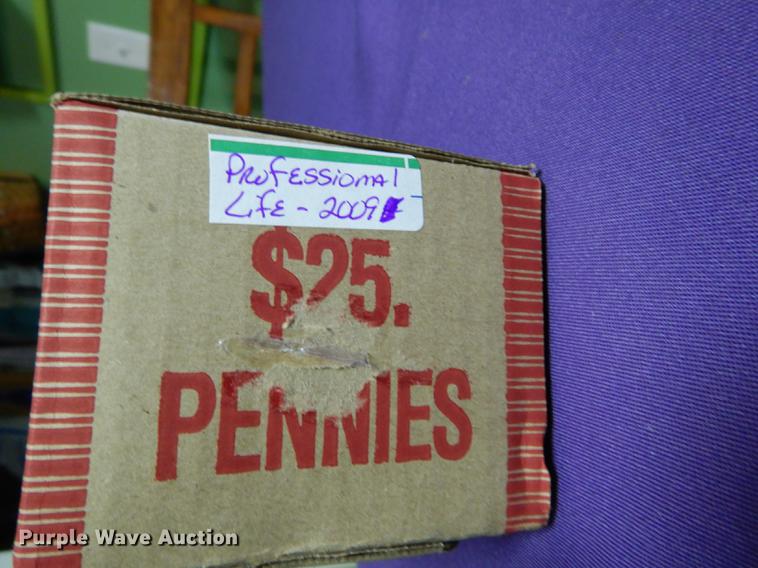 Professional
Life - 2009
$25.
PENNIES
Purple Wave Auction